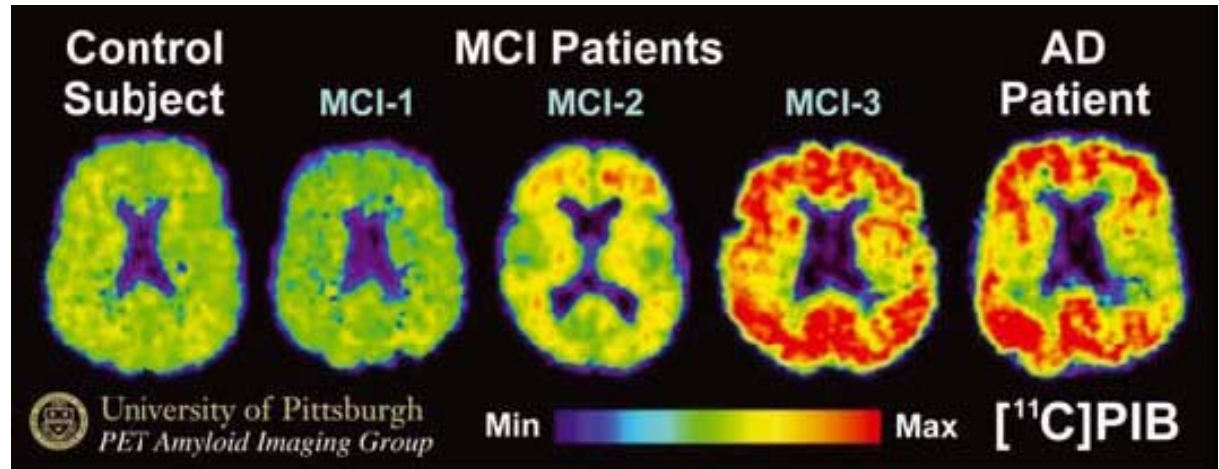 Control
Subject
MCI Patients
MCI-1
MCI-2
MCI-3
AD
Patient
University of Pittsburgh
PET Amyloid Imaging Group
Min
Max
[¹¹C]PIB